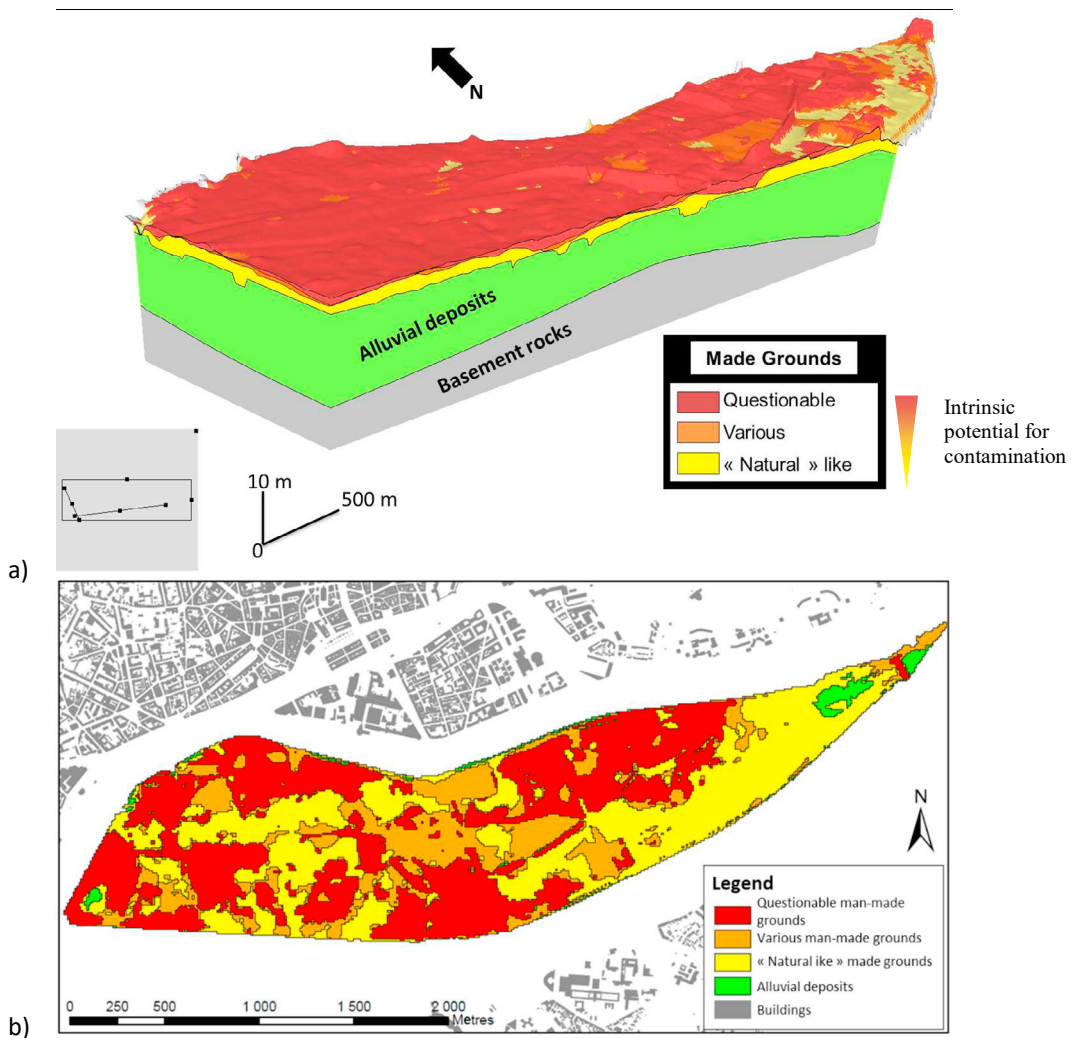 N
Alluvial deposits
Basement rocks
Made Grounds
Questionable
Various
« Natural » like
Intrinsic
potential for
contamination
10 m
500 m
0
a)
N
Legend
Questionable man-made
grounds
Various man-made grounds
« Natural ike » made grounds
Alluvial deposits
Buildings
0 250 500 1 000 1 500 2 000
Metres
b)